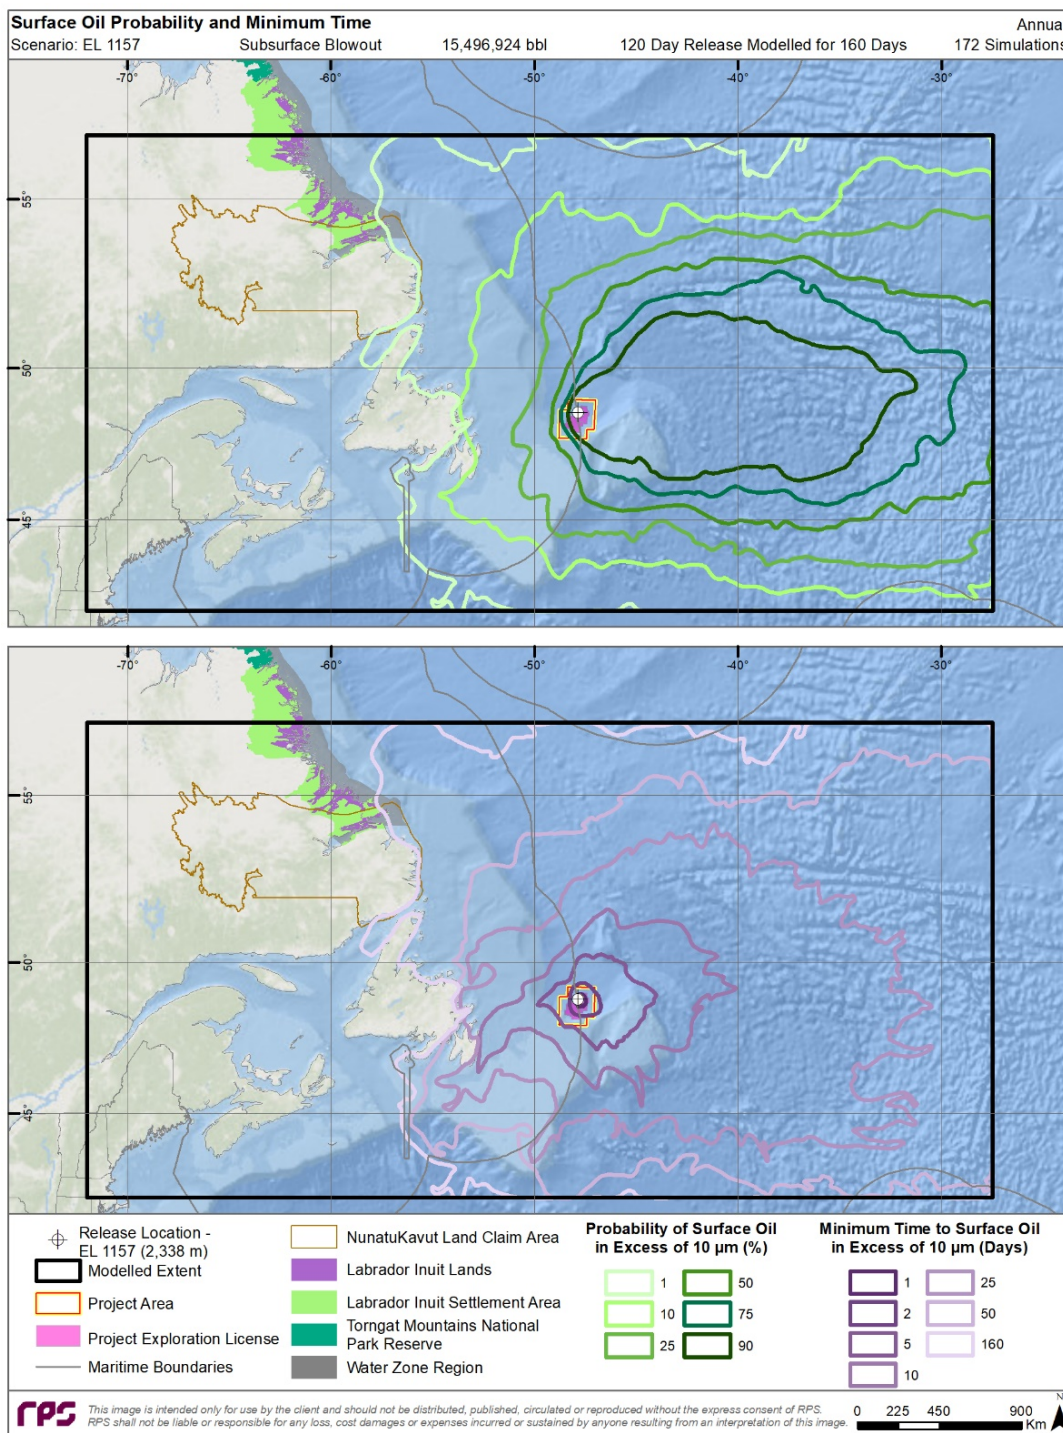 Surface Oil Probability and Minimum Time
Annual
Scenario: EL 1157 Subsurface Blowout 15,496,924 bbl 120 Day Release Modelled for 160 Days 172 Simulations
-70° -60° -50° -40° -30°
55°
50°
45°
-70° -60° -50° -40° -30°
55°
50°
45°
Release Location -
EL 1157 (2,338 m)
Modelled Extent
Project Area
Project Exploration License
Maritime Boundaries
NunatuKavut Land Claim Area
Labrador Inuit Lands
Labrador Inuit Settlement Area
Torngat Mountains National
Park Reserve
Water Zone Region
Probability of Surface Oil
in Excess of 10 µm (%)
1 50
10 75
25 90
Minimum Time to Surface Oil
in Excess of 10 µm (Days)
1 25
2 50
5 160
10
rps
This image is intended only for use by the client and should not be distributed, published, circulated or reproduced without the express consent of RPS.
RPS shall not be liable or responsible for any loss, cost damages or expenses incurred or sustained by anyone resulting from an interpretation of this image.
0 225 450 900
Km
N